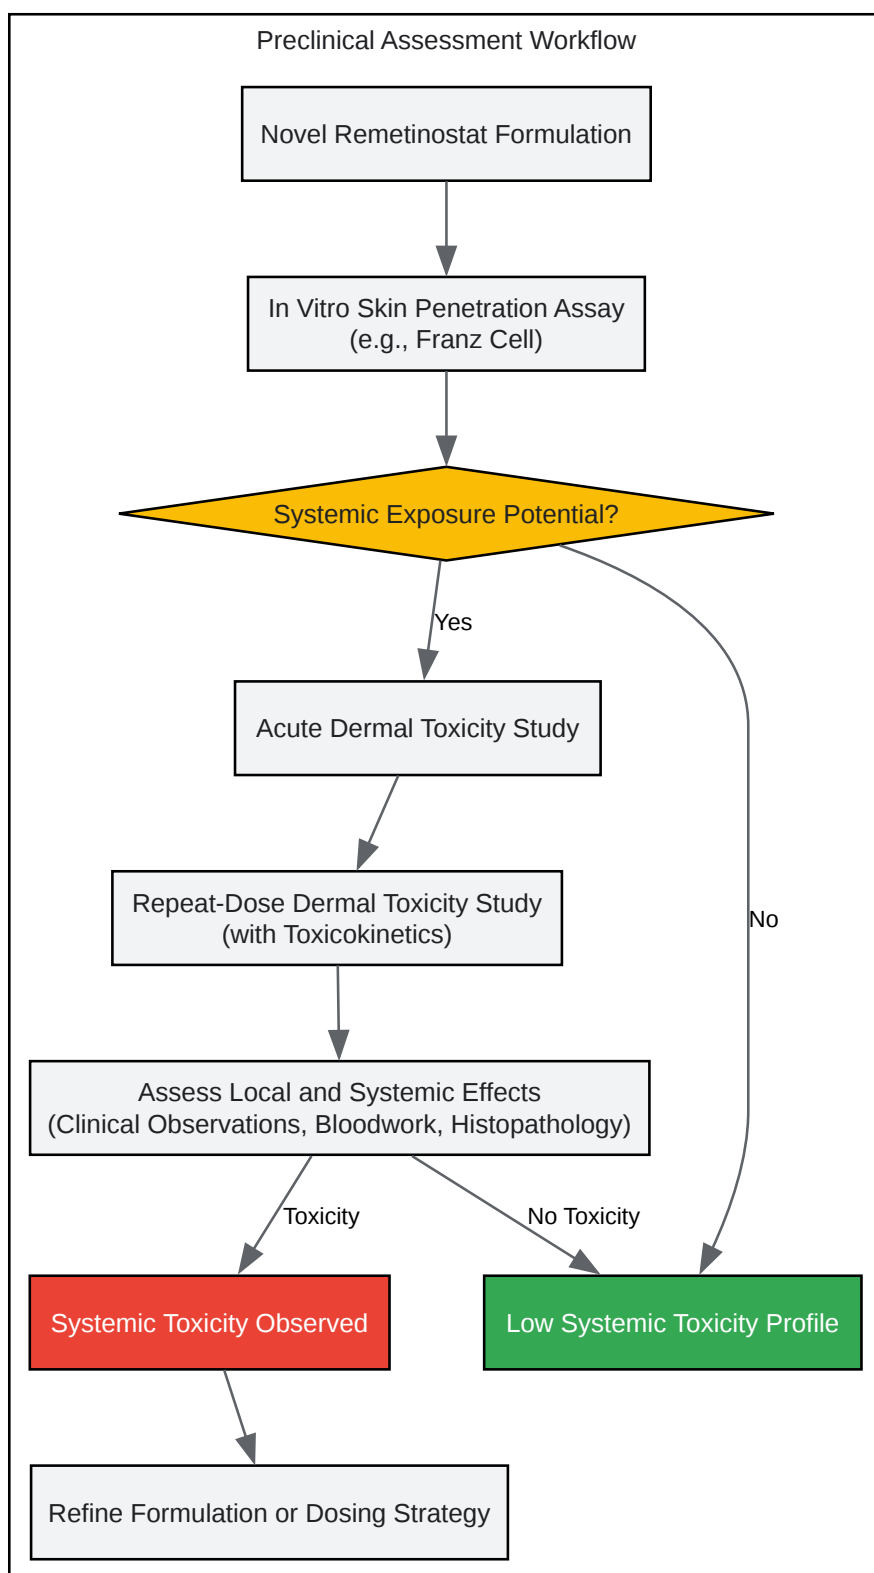 Preclinical Assessment Workflow
Novel Remetinostat Formulation
In Vitro Skin Penetration Assay
(e.g., Franz Cell)
Systemic Exposure Potential?
Yes
Acute Dermal Toxicity Study
Repeat-Dose Dermal Toxicity Study
(with Toxicokinetics)
No
Assess Local and Systemic Effects
(Clinical Observations, Bloodwork, Histopathology)
Toxicity
No Toxicity
Systemic Toxicity Observed
Low Systemic Toxicity Profile
Refine Formulation or Dosing Strategy